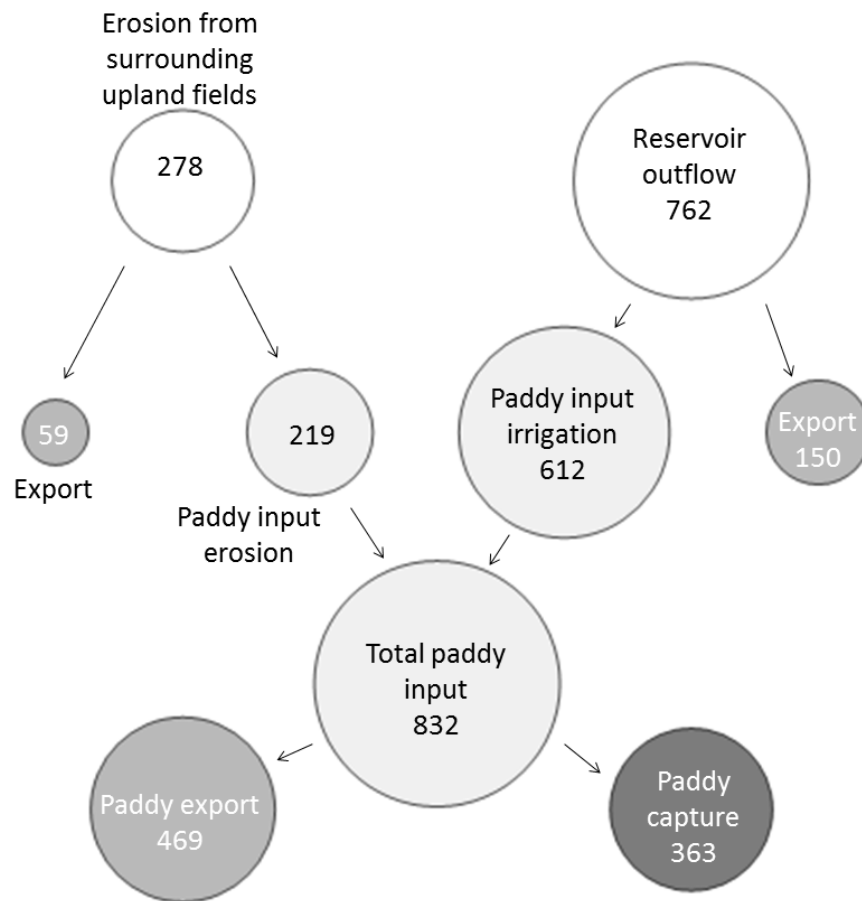 Erosion from
surrounding
upland fields
278
Reservoir
outflow
762
59
Export
219
Paddy input
erosion
Paddy input
irrigation
612
Export
150
Total paddy
input
832
Paddy export
469
Paddy
capture
363